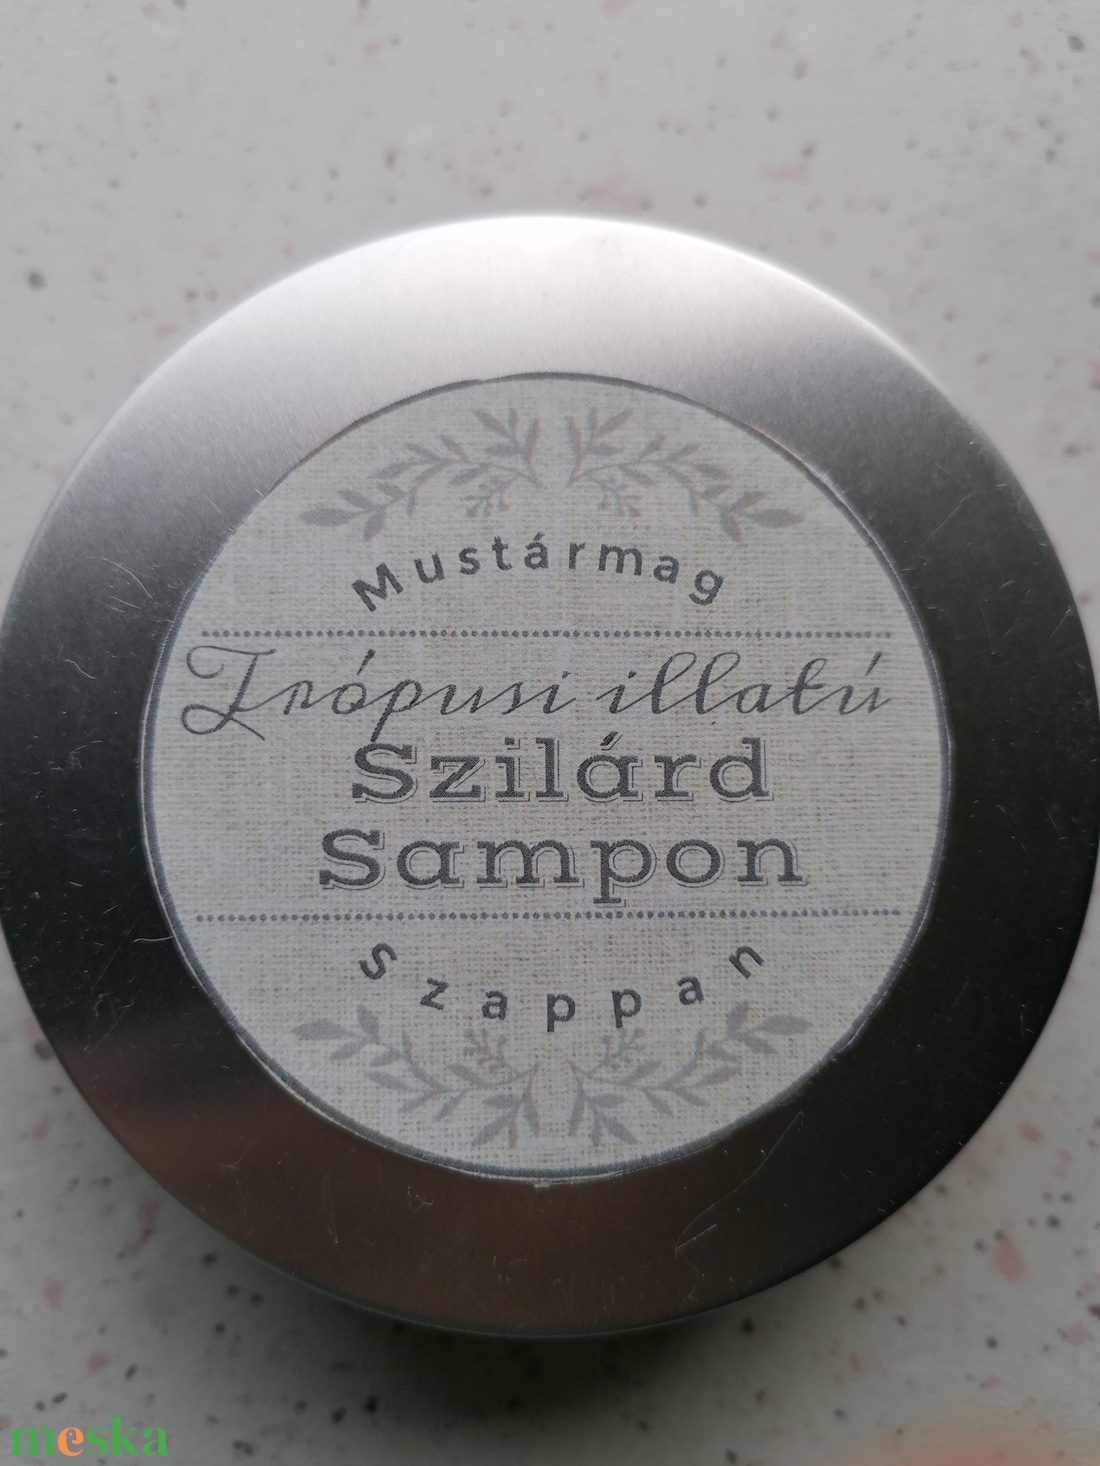 Mustármag
Trópusi illatú
Szilárd
Sampon
Szappan
meska